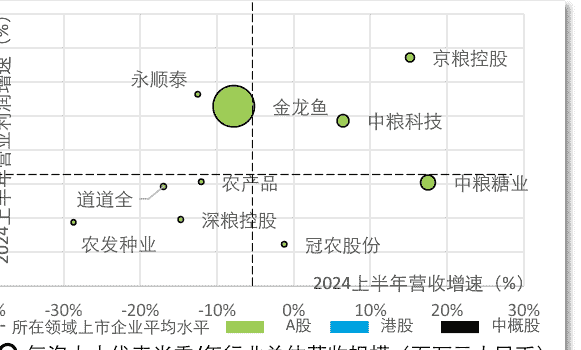 2024上半年营业利润增速（%）
京粮控股
永顺泰
金龙鱼
中粮科技
道道全
农产品
中粮糖业
深粮控股
农发种业
冠农股份
2024上半年营收增速（%）
-30% -20% -10% 0% 10% 20% 30%
所在领域上市企业平均水平 A股 港股 中概股